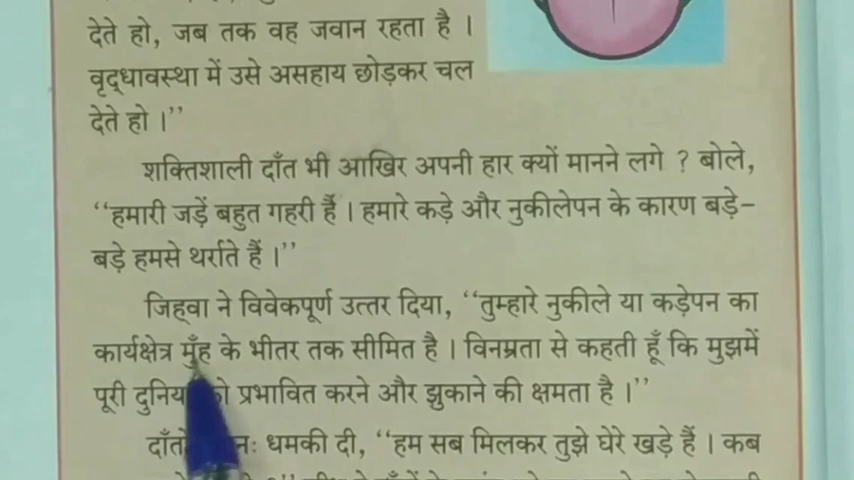 देते हो, जब तक वह जवान रहता है ।
वृद्धावस्था में उसे असहाय छोड़कर चल
देते हो ।’’
शक्तिशाली दाँत भी आखिर अपनी हार क्यों मानने लगे ? बोले,
‘‘हमारी जड़ें बहुत गहरी हैं । हमारे कड़े और नुकीलेपन के कारण बड़े-
बड़े हमसे थर्राते हैं ।’’
जिह्वा ने विवेकपूर्ण उत्तर दिया, ‘‘तुम्हारे नुकीले या कड़ेपन का
कार्यक्षेत्र मुँह के भीतर तक सीमित है । विनम्रता से कहती हूँ कि मुझमें
पूरी प्रभावित करने और झुकाने की क्षमता है ।’’
धमकी दी, ‘‘हम सब मिलकर तुझे घेरे खड़े हैं । कब